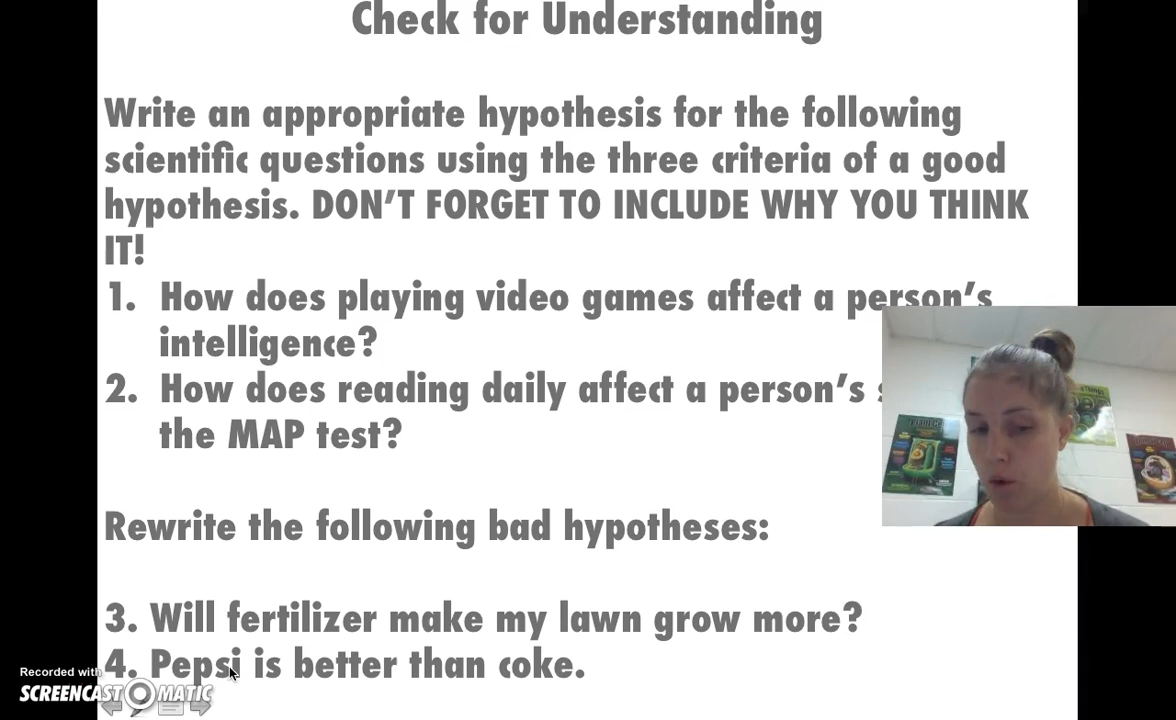 Check for Understanding
Write an appropriate hypothesis for the following
scientific questions using the three criteria of a good
hypothesis. DON'T FORGET TO INCLUDE WHY YOU THINK
IT!
1. How does playing video games affect a person's
intelligence?
2. How does reading daily affect a person's
the MAP test?
Rewrite the following bad hypotheses:
3. Will fertilizer make my lawn grow more?
4. Pepsi is better than coke.
Recorded with
SCREENCAST-O-MATIC